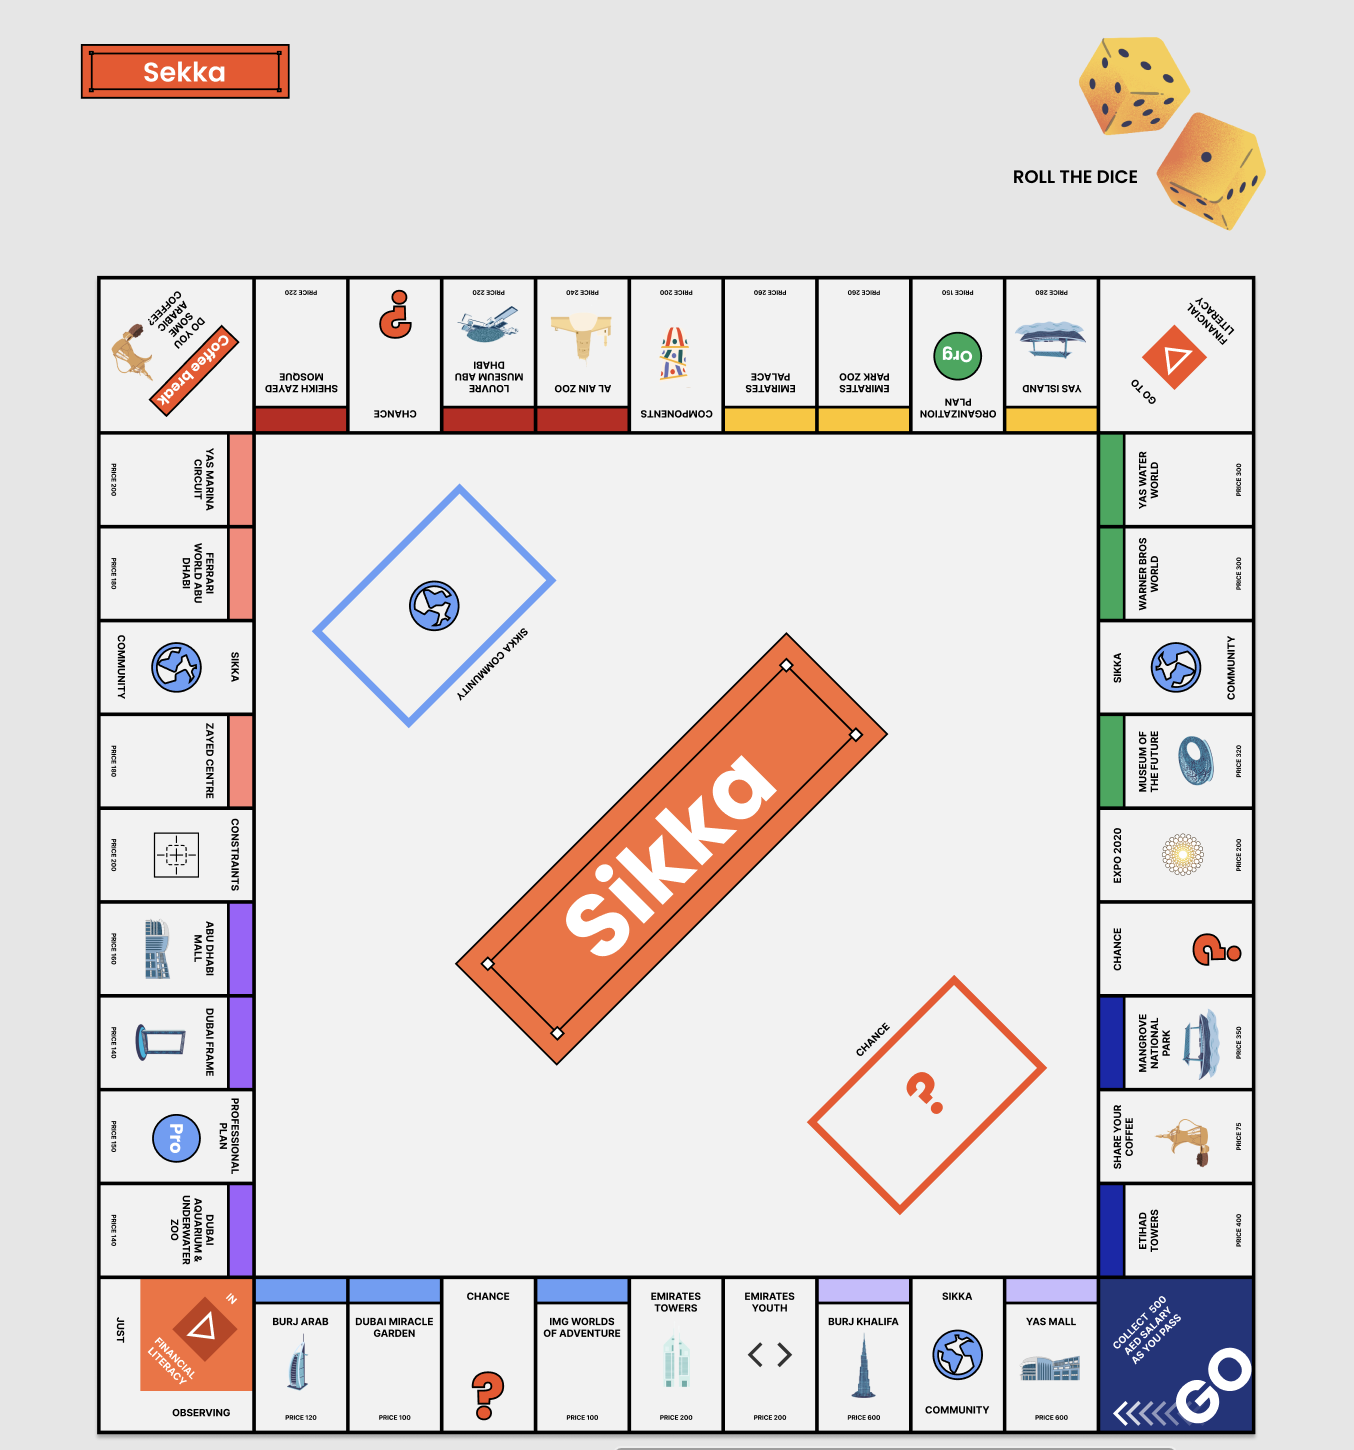 Sekka
ROLL THE DICE
DO YOU
SOME
ARABIC
COFFEE?
Coffee break
PRICE 220
SHEIKH ZAYED
MOSQUE
CHANCE
PRICE 220
LOUVRE
MUSEUM ABU
DHABI
PRICE 240
AL AIN ZOO
PRICE 200
COMPONENTS
PRICE 260
EMIRATES
PALACE
PRICE 260
EMIRATES
PARK ZOO
PRICE 150
Org
ORGANIZATION
PLAN
PRICE 280
YAS ISLAND
GO TO
FINANCIAL
LITERACY
YAS MARINA
CIRCUIT
PRICE 200
FERRARI
WORLD ABU
DHABI
PRICE 180
SIKKA
COMMUNITY
ZAYED CENTRE
PRICE 180
CONSTRAINTS
PRICE 200
ABU DHABI
MALL
PRICE 160
DUBAI FRAME
PRICE 140
PROFESSIONAL
PLAN
Pro
PRICE 150
DUBAI
AQUARIUM &
UNDERWATER
ZOO
PRICE 140
SIKKA COMMUNITY
Sikka
CHANCE
?
YAS WATER
WORLD
PRICE 300
WARNER BROS
WORLD
PRICE 300
SIKKA
COMMUNITY
MUSEUM OF
THE FUTURE
PRICE 320
EXPO 2020
PRICE 200
CHANCE
?
MANGROVE
NATIONAL
PARK
PRICE 350
SHARE YOUR
COFFEE
PRICE 75
ETIHAD
TOWERS
PRICE 400
JUST
IN
FINANCIAL
LITERACY
OBSERVING
BURJ ARAB
PRICE 120
DUBAI MIRACLE
GARDEN
PRICE 100
CHANCE
?
IMG WORLDS
OF ADVENTURE
PRICE 100
EMIRATES
TOWERS
PRICE 200
EMIRATES
YOUTH
PRICE 200
BURJ KHALIFA
PRICE 600
SIKKA
COMMUNITY
YAS MALL
PRICE 600
COLLECT 500
AED SALARY
AS YOU PASS
GO